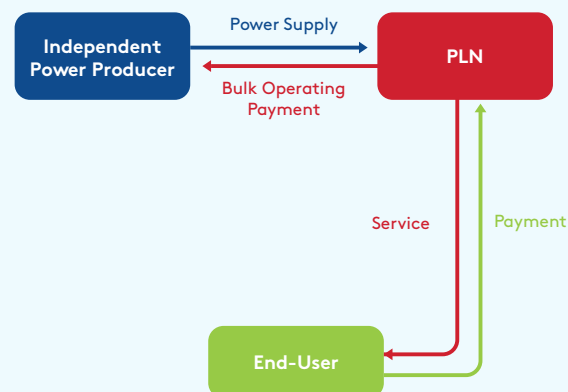 Power Supply
Independent
Power Producer
PLN
Bulk Operating
Payment
Service
Payment
End-User